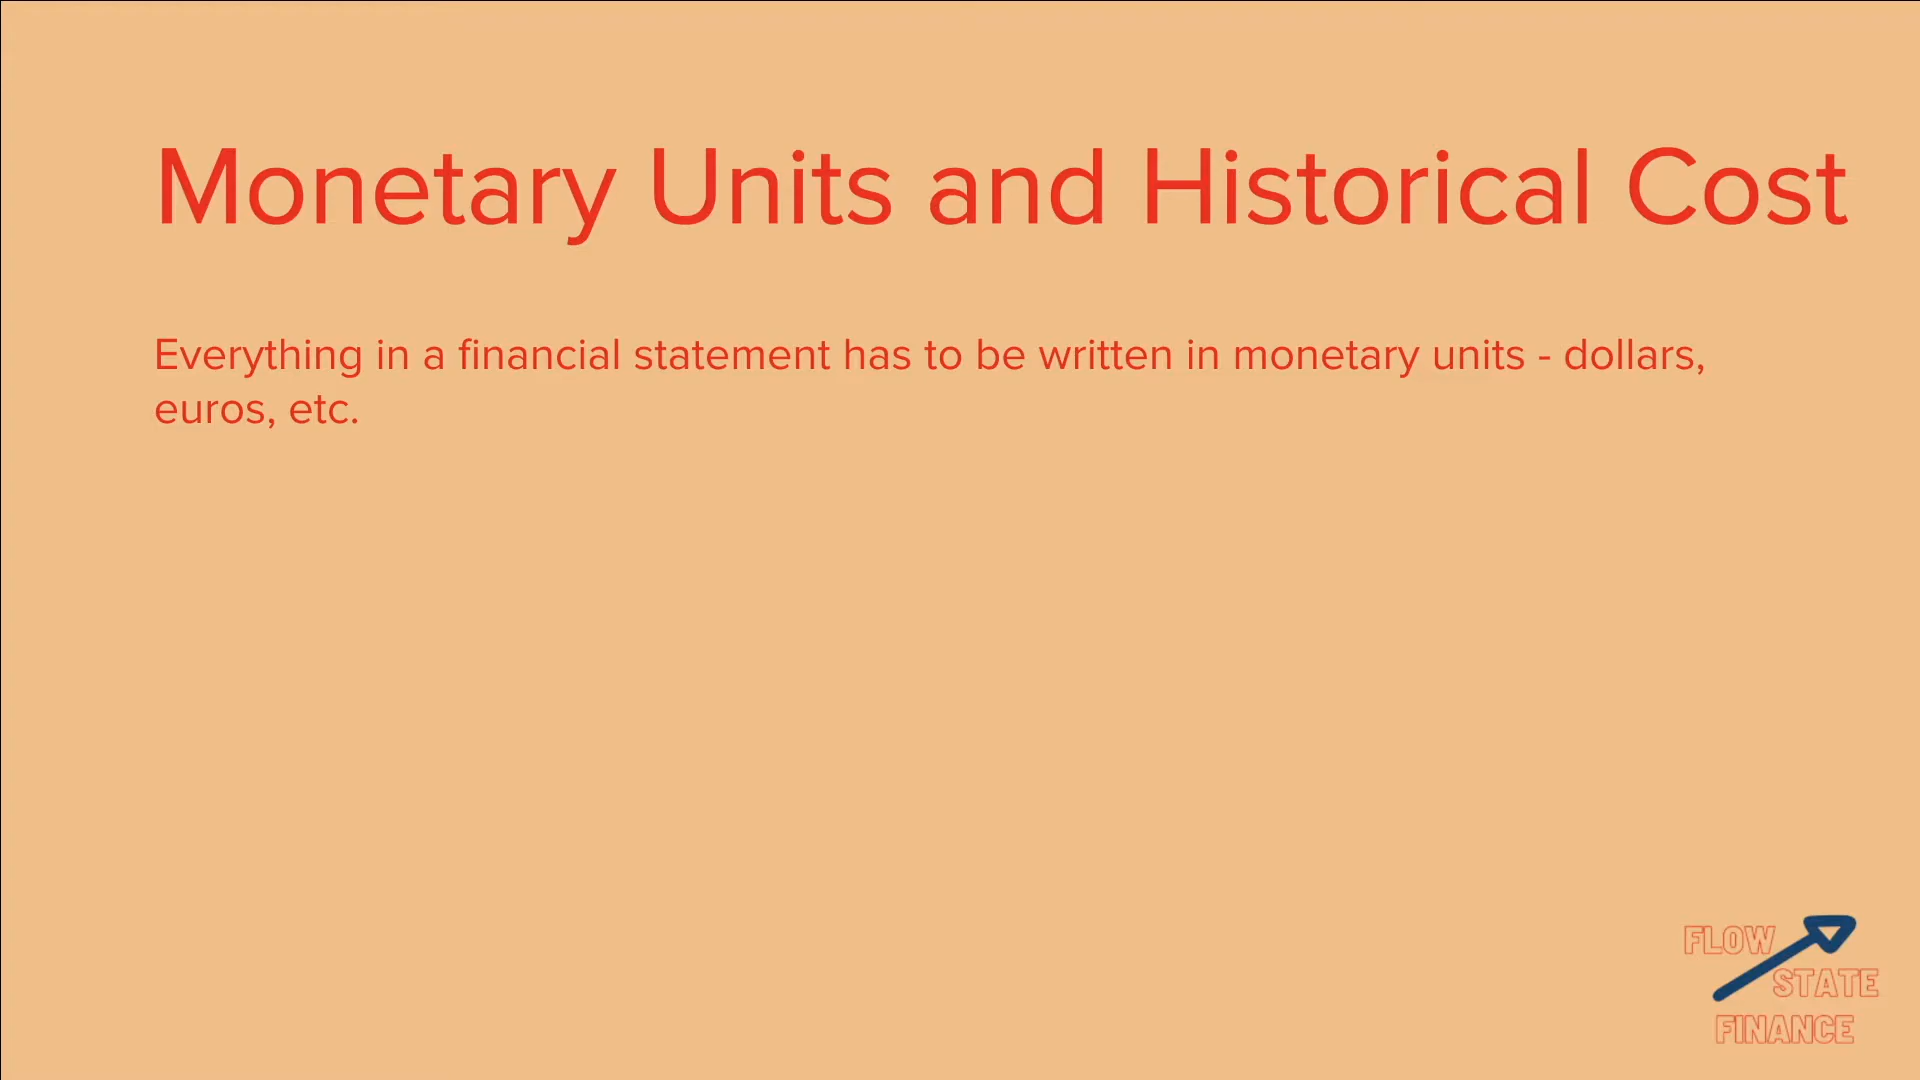 Monetary Units and Historical Cost
Everything in a financial statement has to be written in monetary units - dollars,
euros, etc.
FLOW
STATE
FINANCE